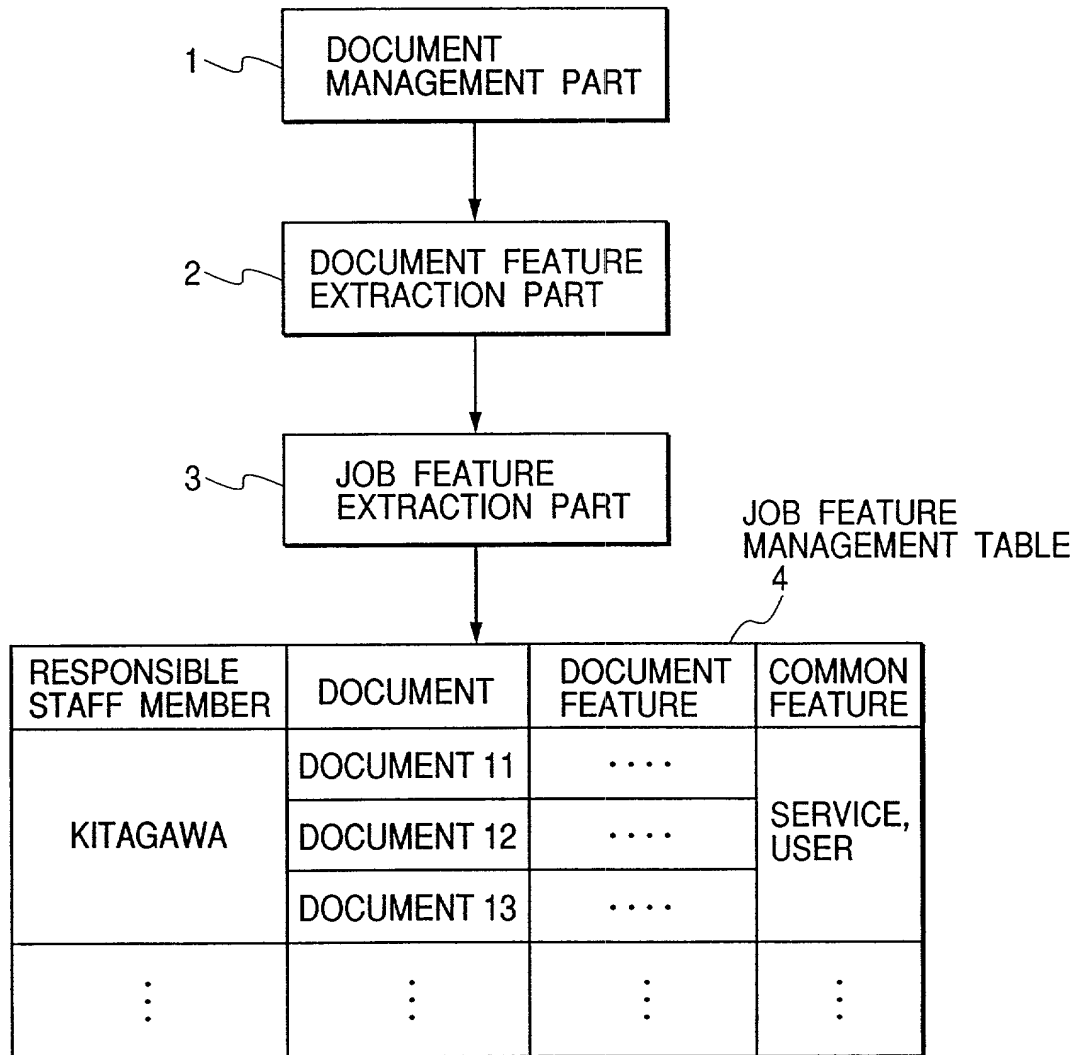 1
DOCUMENT
MANAGEMENT PART
2
DOCUMENT FEATURE
EXTRACTION PART
3
JOB FEATURE
EXTRACTION PART
JOB FEATURE
MANAGEMENT TABLE
4
RESPONSIBLE
STAFF MEMBER
DOCUMENT
DOCUMENT
FEATURE
COMMON
FEATURE
KITAGAWA
DOCUMENT 11
....
DOCUMENT 12
....
DOCUMENT 13
....
SERVICE,
USER
⋮ ⋮ ⋮ ⋮